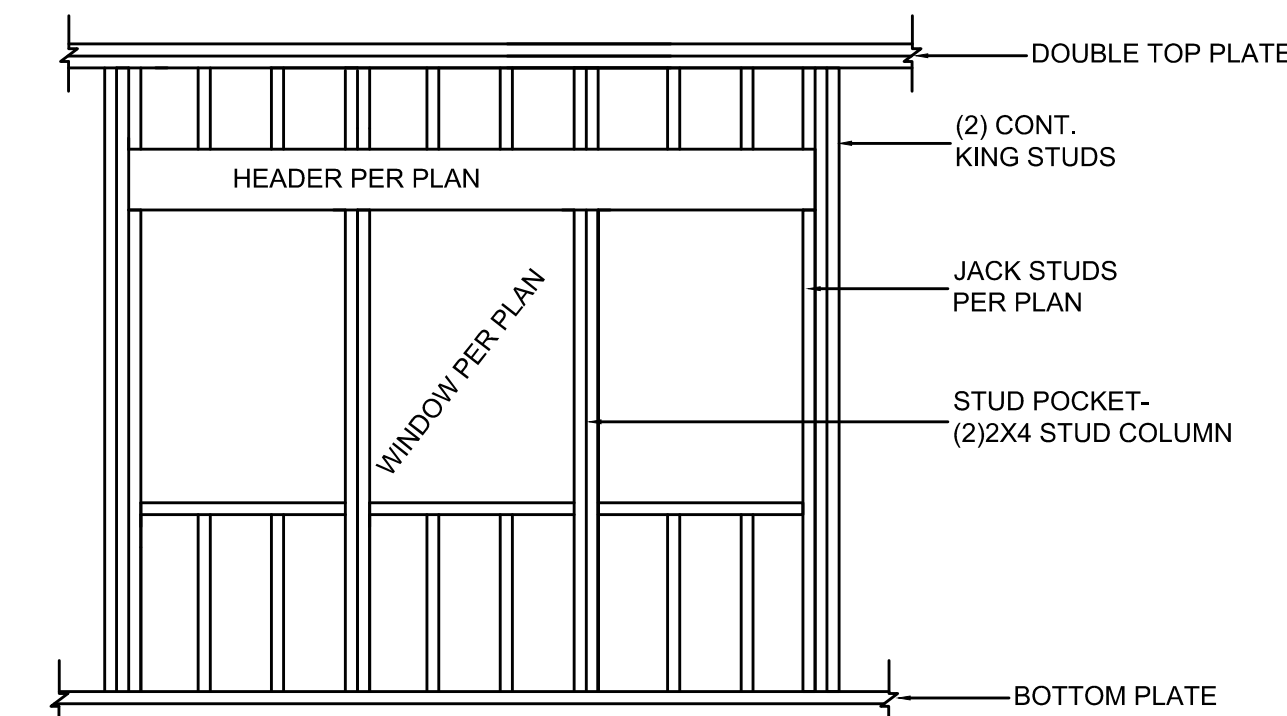 DOUBLE TOP PLATE
(2) CONT.
KING STUDS
HEADER PER PLAN
JACK STUDS
PER PLAN
WINDOW PER PLAN
STUD POCKET-
(2)2X4 STUD COLUMN
BOTTOM PLATE